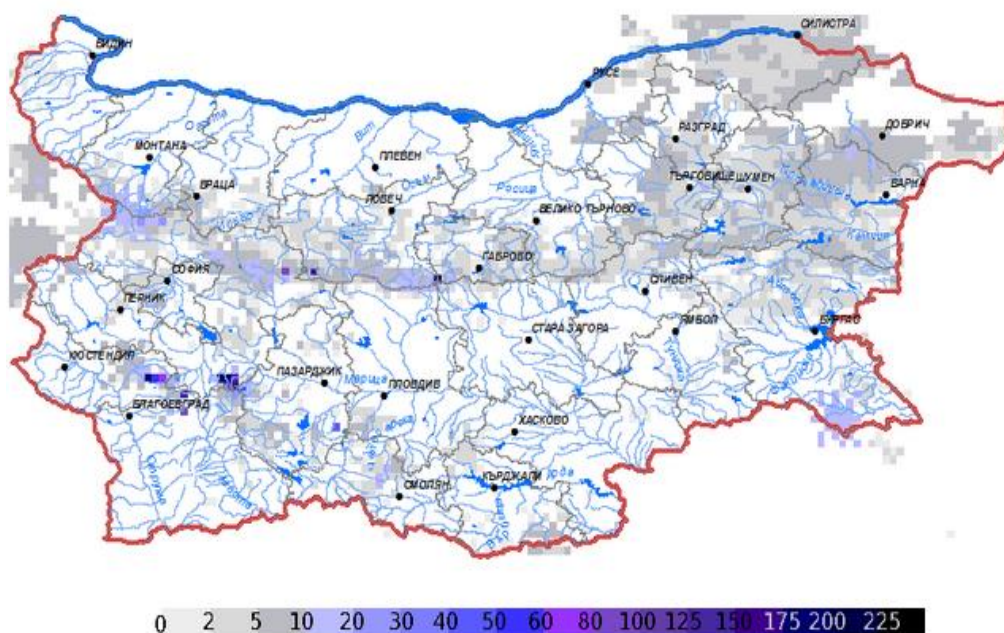 СИЛИСТРА
ВИДИН
РУСЕ
ДОБРИЧ
РАЗГРАД
МОНТАНА
ПЛЕВЕН
Вит
ВРАЦА
ТЪРГОВИЩЕ
ШУМЕН
ВАРНА
ЛОВЕЧ
Росица
ВЕЛИКО ТЪРНОВО
Камчия
ГАБРОВО
СОФИЯ
СЛИВЕН
ПЕРНИК
ЯМБОЛ
БУРГАС
СТАРА ЗАГОРА
КЮСТЕНДИЛ
ПАЗАРДЖИК
Марица
ПЛОВДИВ
БЛАГОЕВГРАД
ХАСКОВО
СМОЛЯН
КЪРДЖАЛИ
0 2 5 10 20 30 40 50 60 80 100 125 150 175 200 225